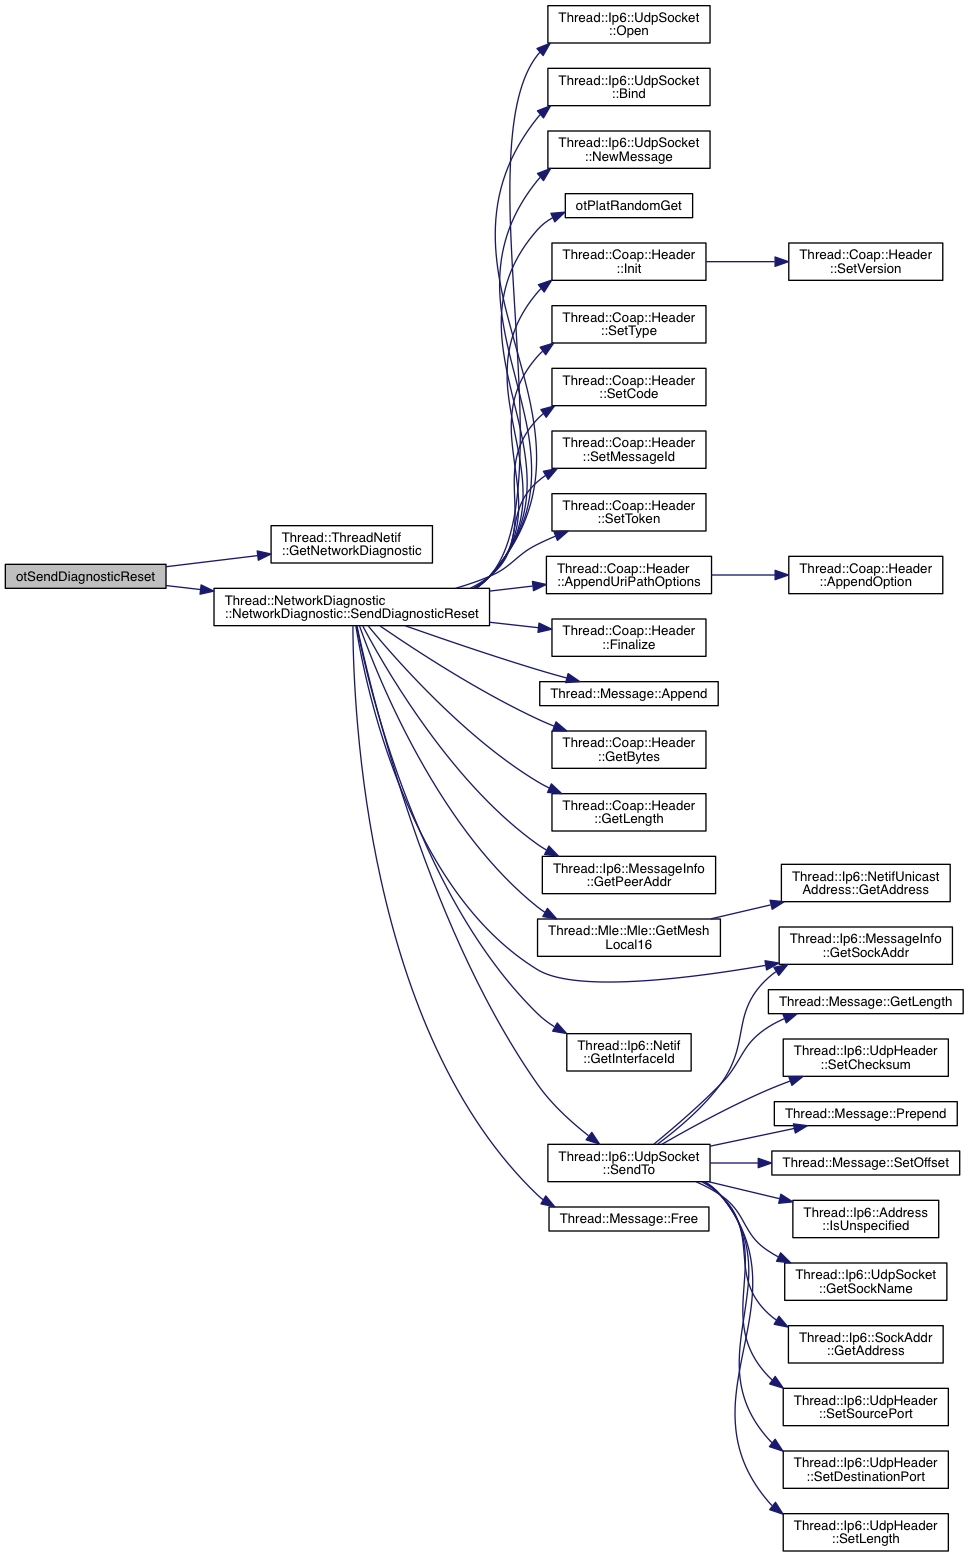 Thread::Ip6::UdpSocket
::Open
Thread::Ip6::UdpSocket
::Bind
Thread::Ip6::UdpSocket
::NewMessage
otPlatRandomGet
Thread::Coap::Header
::Init
Thread::Coap::Header
::SetVersion
Thread::Coap::Header
::SetType
Thread::Coap::Header
::SetCode
Thread::Coap::Header
::SetMessageId
Thread::Coap::Header
::SetToken
Thread::ThreadNetif
::GetNetworkDiagnostic
otSendDiagnosticReset
Thread::Coap::Header
::AppendUriPathOptions
Thread::Coap::Header
::AppendOption
Thread::NetworkDiagnostic
::NetworkDiagnostic::SendDiagnosticReset
Thread::Coap::Header
::Finalize
Thread::Message::Append
Thread::Coap::Header
::GetBytes
Thread::Coap::Header
::GetLength
Thread::Ip6::MessageInfo
::GetPeerAddr
Thread::Ip6::NetifUnicast
Address::GetAddress
Thread::Mle::Mle::GetMesh
Local16
Thread::Ip6::MessageInfo
::GetSockAddr
Thread::Message::GetLength
Thread::Ip6::Netif
::GetInterfaceId
Thread::Ip6::UdpHeader
::SetChecksum
Thread::Message::Prepend
Thread::Ip6::UdpSocket
::SendTo
Thread::Message::SetOffset
Thread::Message::Free
Thread::Ip6::Address
::IsUnspecified
Thread::Ip6::UdpSocket
::GetSockName
Thread::Ip6::SockAddr
::GetAddress
Thread::Ip6::UdpHeader
::SetSourcePort
Thread::Ip6::UdpHeader
::SetDestinationPort
Thread::Ip6::UdpHeader
::SetLength